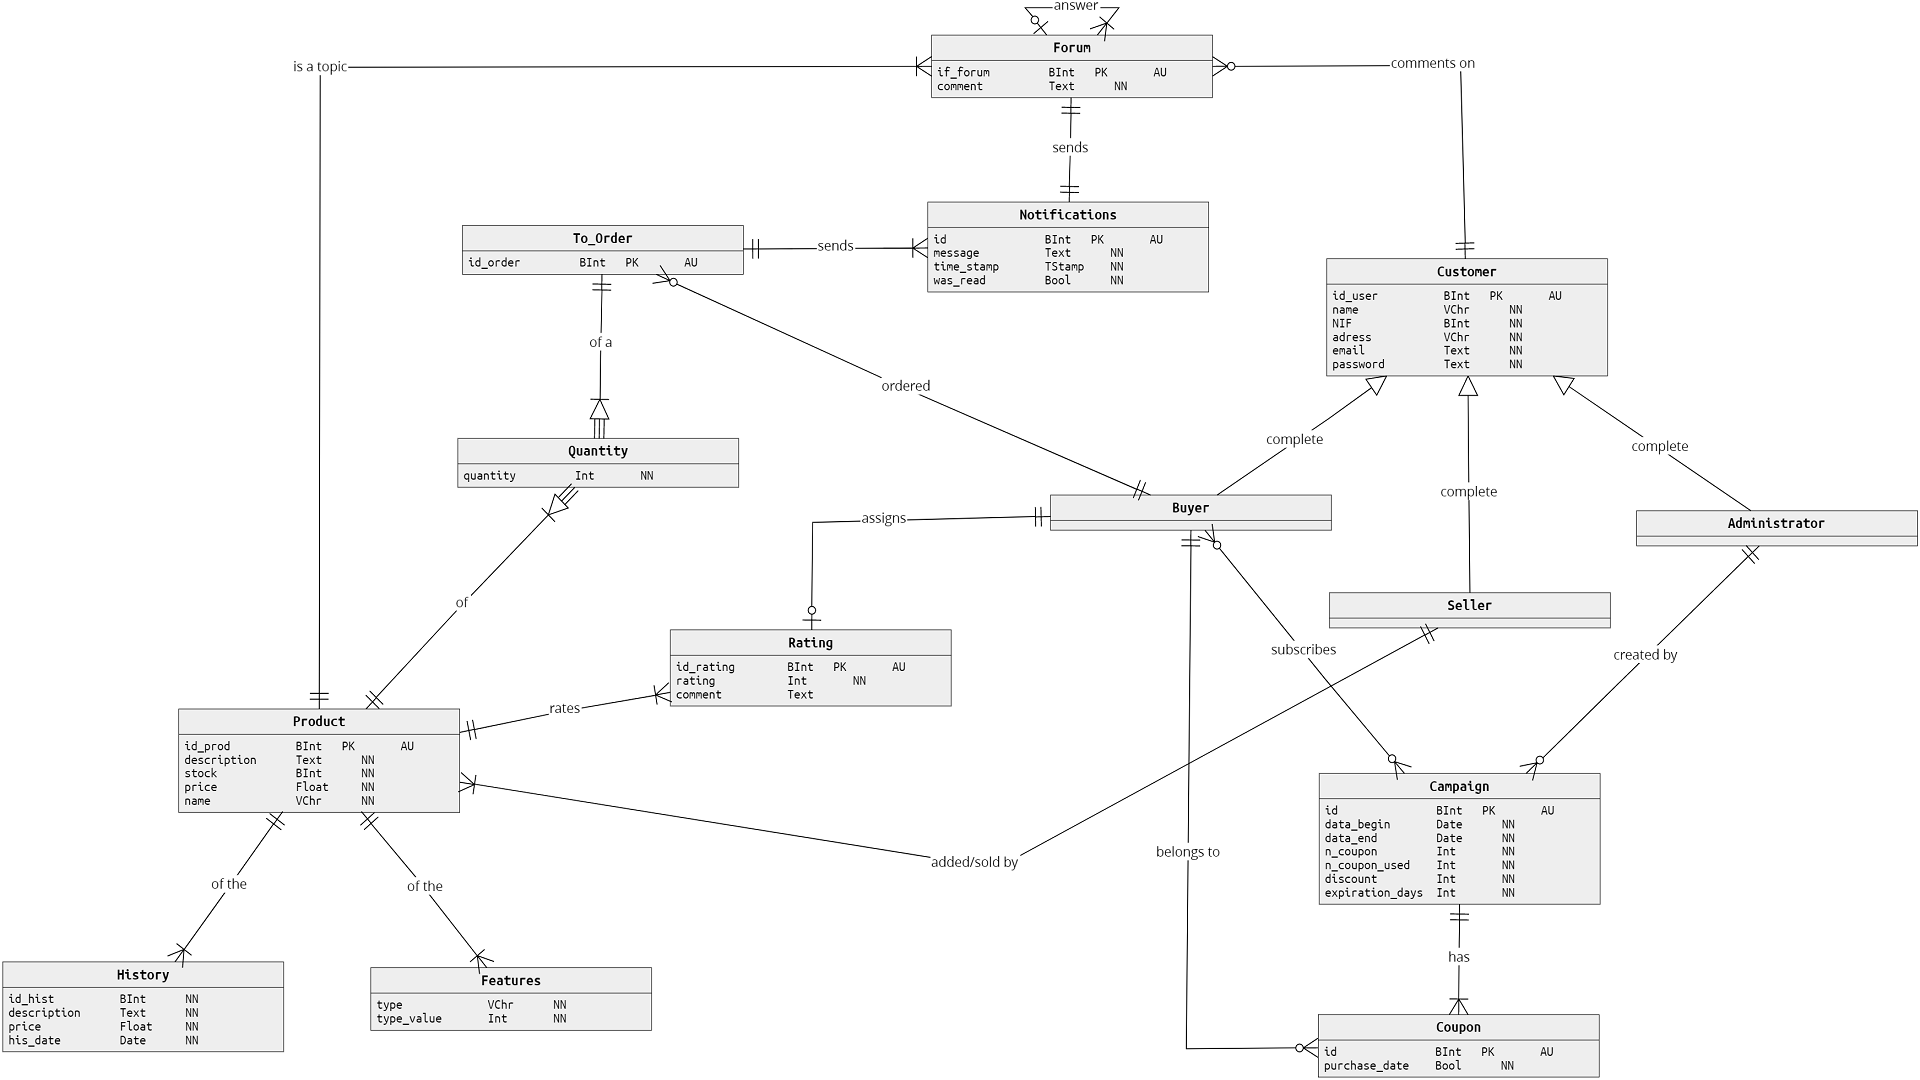 answer
Forum
if_forum BInt PK AU
comment Text NN
is a topic
comments on
sends
Notifications
id BInt PK AU
message Text NN
time_stamp TStamp NN
was_read Bool NN
To_Order
id_order BInt PK AU
sends
Customer
id_user BInt PK AU
name VChr NN
NIF BInt NN
adress VChr NN
email Text NN
password Text NN
of a
ordered
Quantity
quantity Int NN
complete
complete
complete
Buyer
assigns
Administrator
of
Seller
Rating
id_rating BInt PK AU
rating Int NN
comment Text
subscribes
created by
rates
Product
id_prod BInt PK AU
description Text NN
stock BInt NN
price Float NN
name VChr NN
Campaign
id BInt PK AU
data_begin Date NN
data_end Date NN
n_coupon Int NN
n_coupon_used Int NN
discount Int NN
expiration_days Int NN
belongs to
added/sold by
of the
of the
has
History
id_hist BInt NN
description Text NN
price Float NN
his_date Date NN
Features
type VChr NN
type_value Int NN
Coupon
id BInt PK AU
purchase_date Bool NN